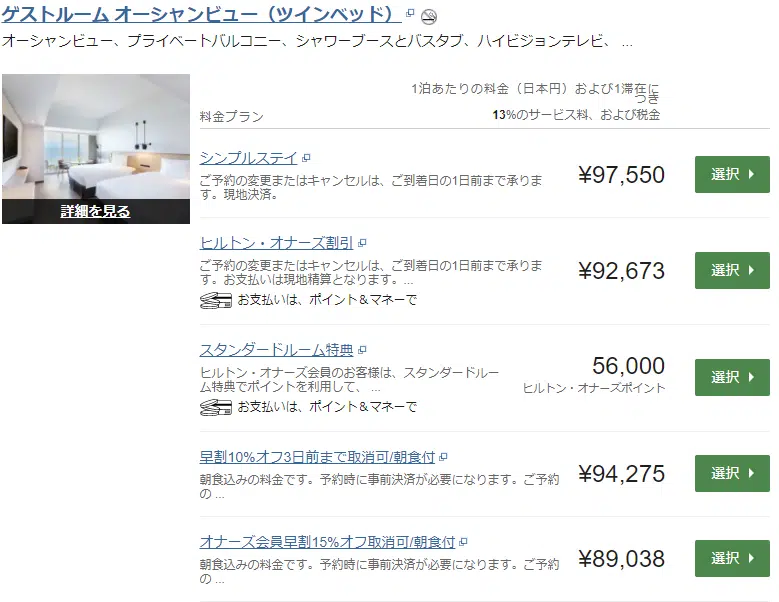 ゲストルーム オーシャンビュー（ツインベッド）
オーシャンビュー、プライベートバルコニー、シャワーブースとバスタブ、ハイビジョンテレビ、 ...
1泊あたりの料金（日本円）および1滞在に
つき
料金プラン
13%のサービス料、および税金
詳細を見る
シンプルステイ
ご予約の変更またはキャンセルは、ご到着日の1日前まで承りま
す。現地決済。
¥97,550
選択
ヒルトン・オナーズ割引
ご予約の変更またはキャンセルは、ご到着日の1日前まで承りま
す。お支払いは現地精算となります。...
お支払いは、ポイント＆マネーで
¥92,673
選択
スタンダードルーム特典
ヒルトン・オナーズ会員のお客様は、スタンダードルー
ム特典でポイントを利用して、 ...
お支払いは、ポイント＆マネーで
56,000
ヒルトン・オナーズポイント
選択
早割10%オフ3日前まで取消可/朝食付
朝食込みの料金です。予約時に事前決済が必要になります。ご予約
の ...
¥94,275
選択
オナーズ会員早割15%オフ取消可/朝食付
朝食込みの料金です。予約時に事前決済が必要になります。ご予約
の ...
¥89,038
選択